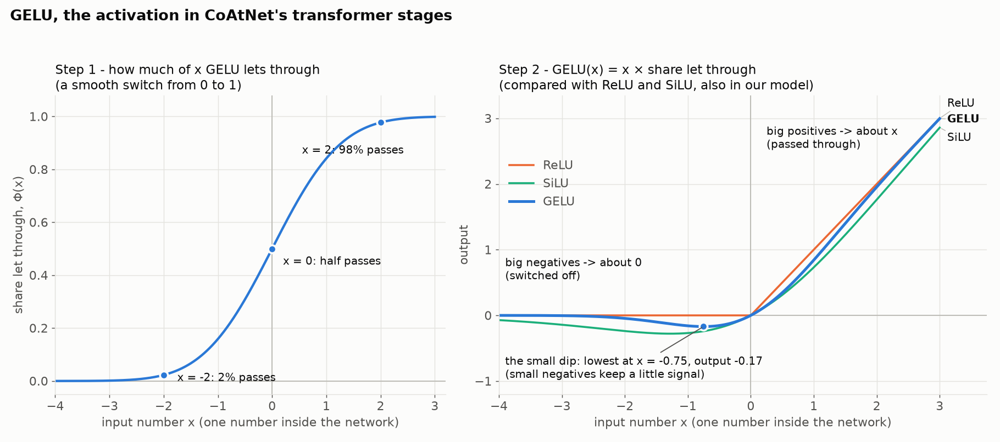 GELU, the activation in CoAtNet's transformer stages
Step 1 - how much of x GELU lets through
(a smooth switch from 0 to 1)
share let through, Φ(x)
1.0
0.8
0.6
0.4
0.2
0.0
x = 2: 98% passes
x = 0: half passes
x = -2: 2% passes
−4 −3 −2 −1 0 1 2 3
input number x (one number inside the network)
Step 2 - GELU(x) = x × share let through
(compared with ReLU and SiLU, also in our model)
output
3
2
1
0
−1
ReLU
GELU
SiLU
big positives -> about x
(passed through)
ReLU
SiLU
GELU
big negatives -> about 0
(switched off)
the small dip: lowest at x = -0.75, output -0.17
(small negatives keep a little signal)
−4 −3 −2 −1 0 1 2 3
input number x (one number inside the network)